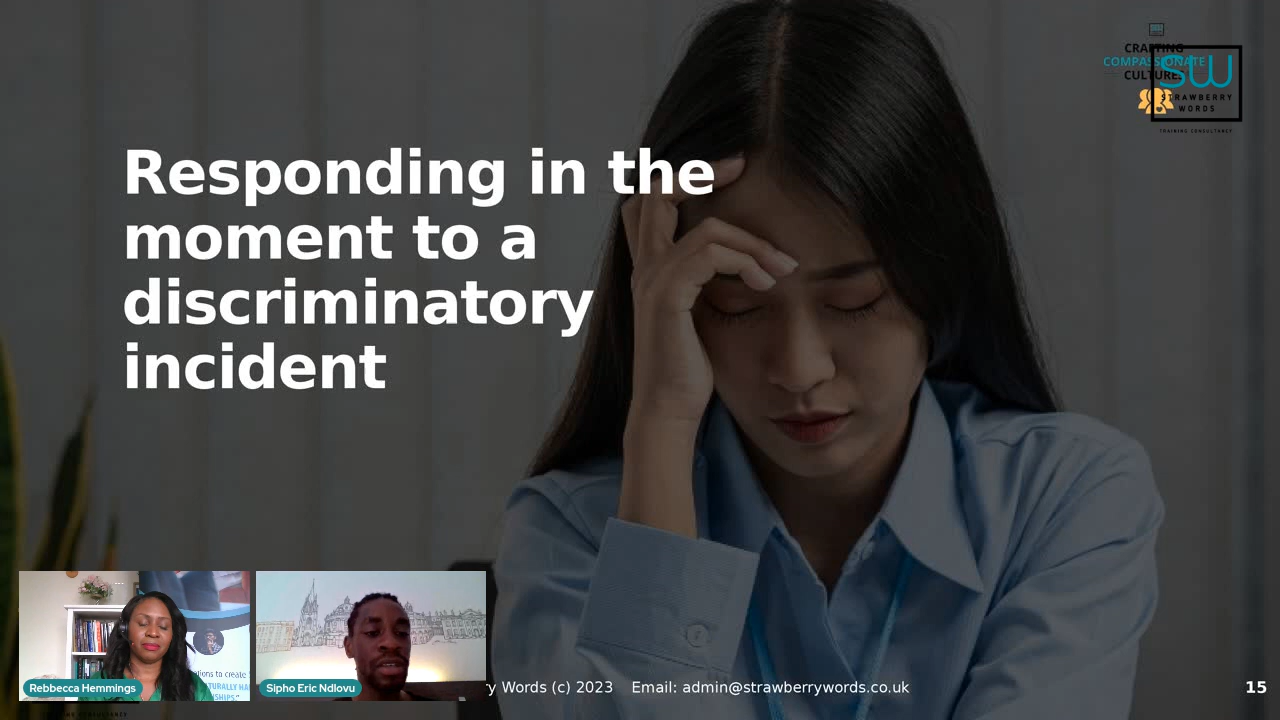 CRAFTING
COMPASSIONATE
CULTURES
SW
STRAWBERRY
WORDS
TRAINING CONSULTANCY
Responding in the
moment to a
discriminatory
incident
Rebbecca Hemmings
Sipho Eric Ndlovu
y Words (c) 2023 Email: admin@strawberrywords.co.uk
15